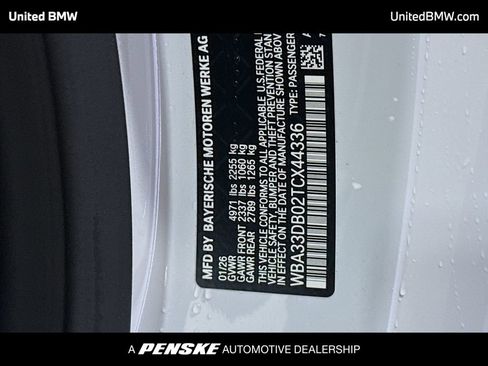 United BMW
UnitedBMW.com
MFD BY BAYERISCHE MOTOREN WERKE AG
01/26
GVWR 4971 lbs 2255 kg
GAWR FRONT 2337 lbs 1060 kg
GAWR REAR 2789 lbs 1265 kg
THIS VEHICLE CONFORMS TO ALL APPLICABLE U.S. FEDERAL
VEHICLE SAFETY, BUMPER AND THEFT PREVENTION STAN
IN EFFECT ON THE DATE OF MANUFACTURE SHOWN ABOV
WBA33DB02TCX44336 TYPE: PASSENGER
A PENSKE AUTOMOTIVE DEALERSHIP